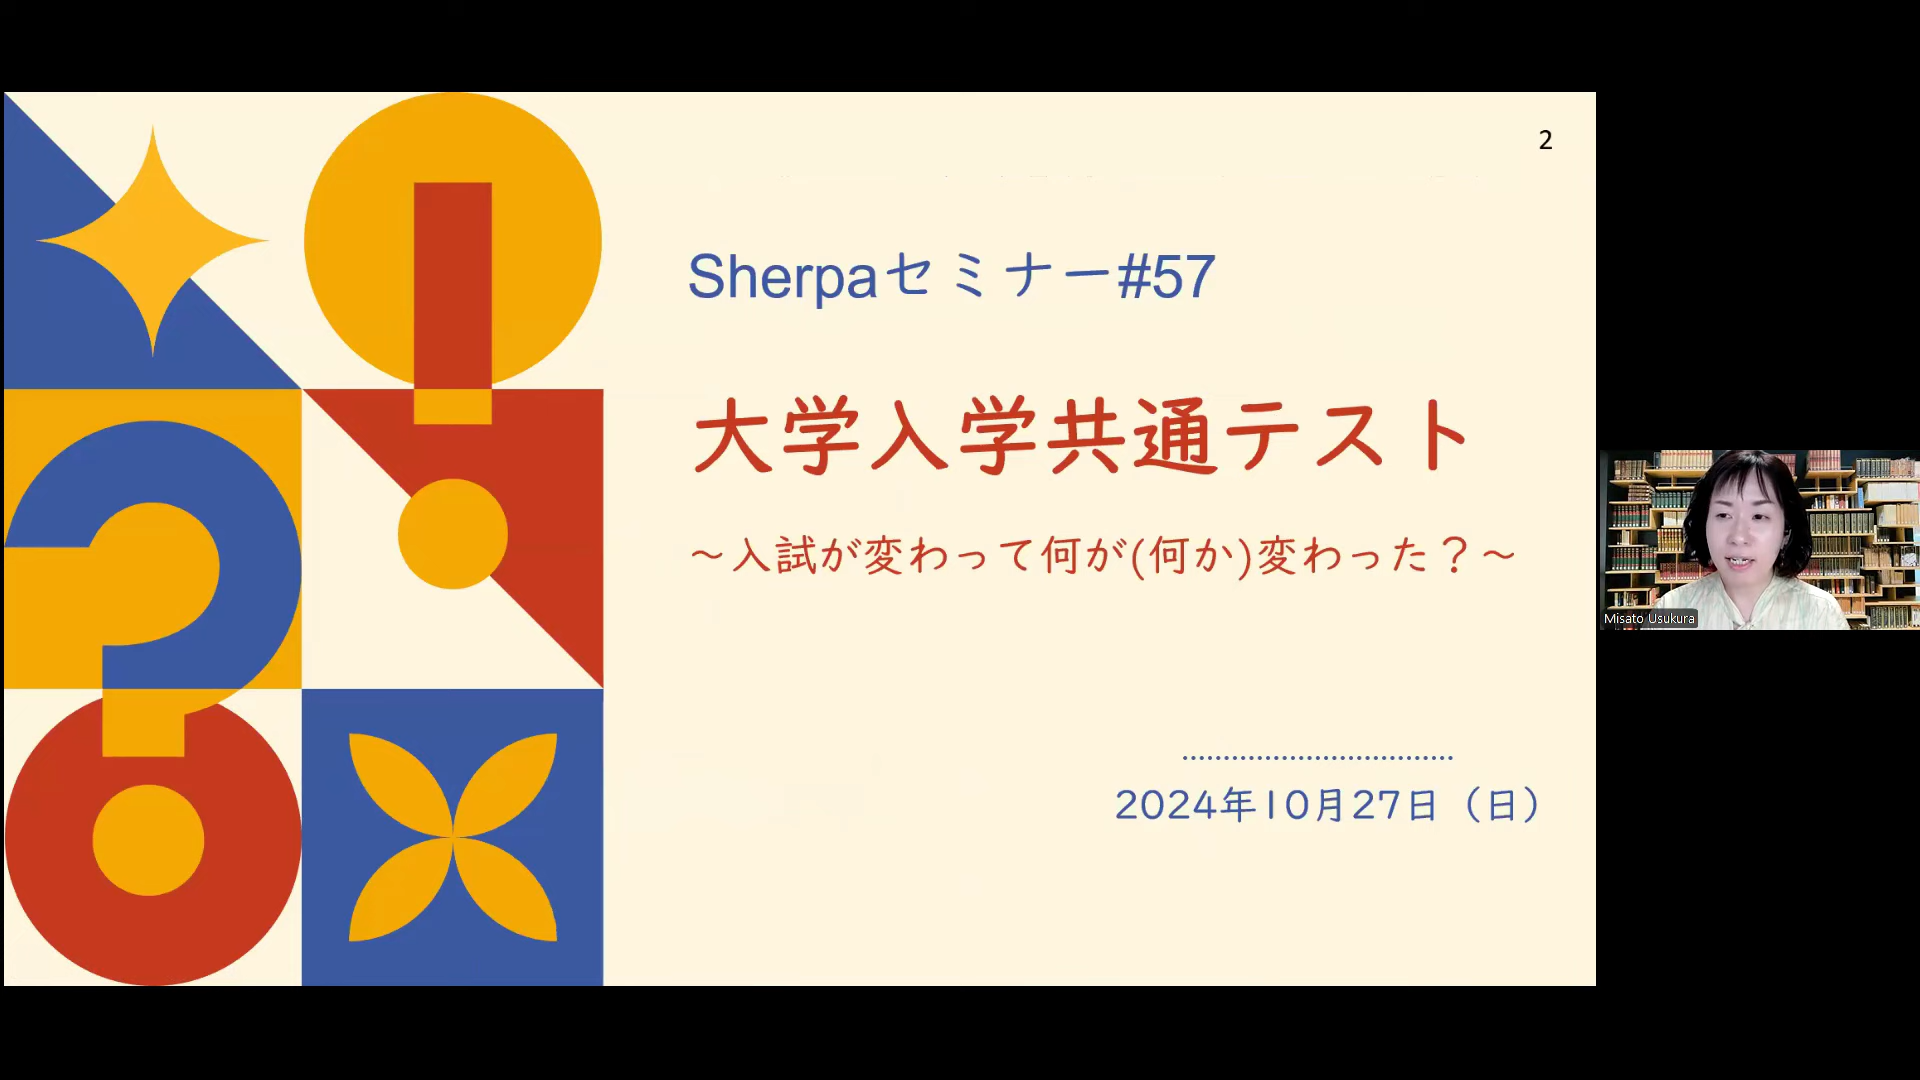 2
Sherpaセミナー#57
大学入学共通テスト
～入試が変わって何が(何か)変わった？～
2024年10月27日（日）
Misato Usukura